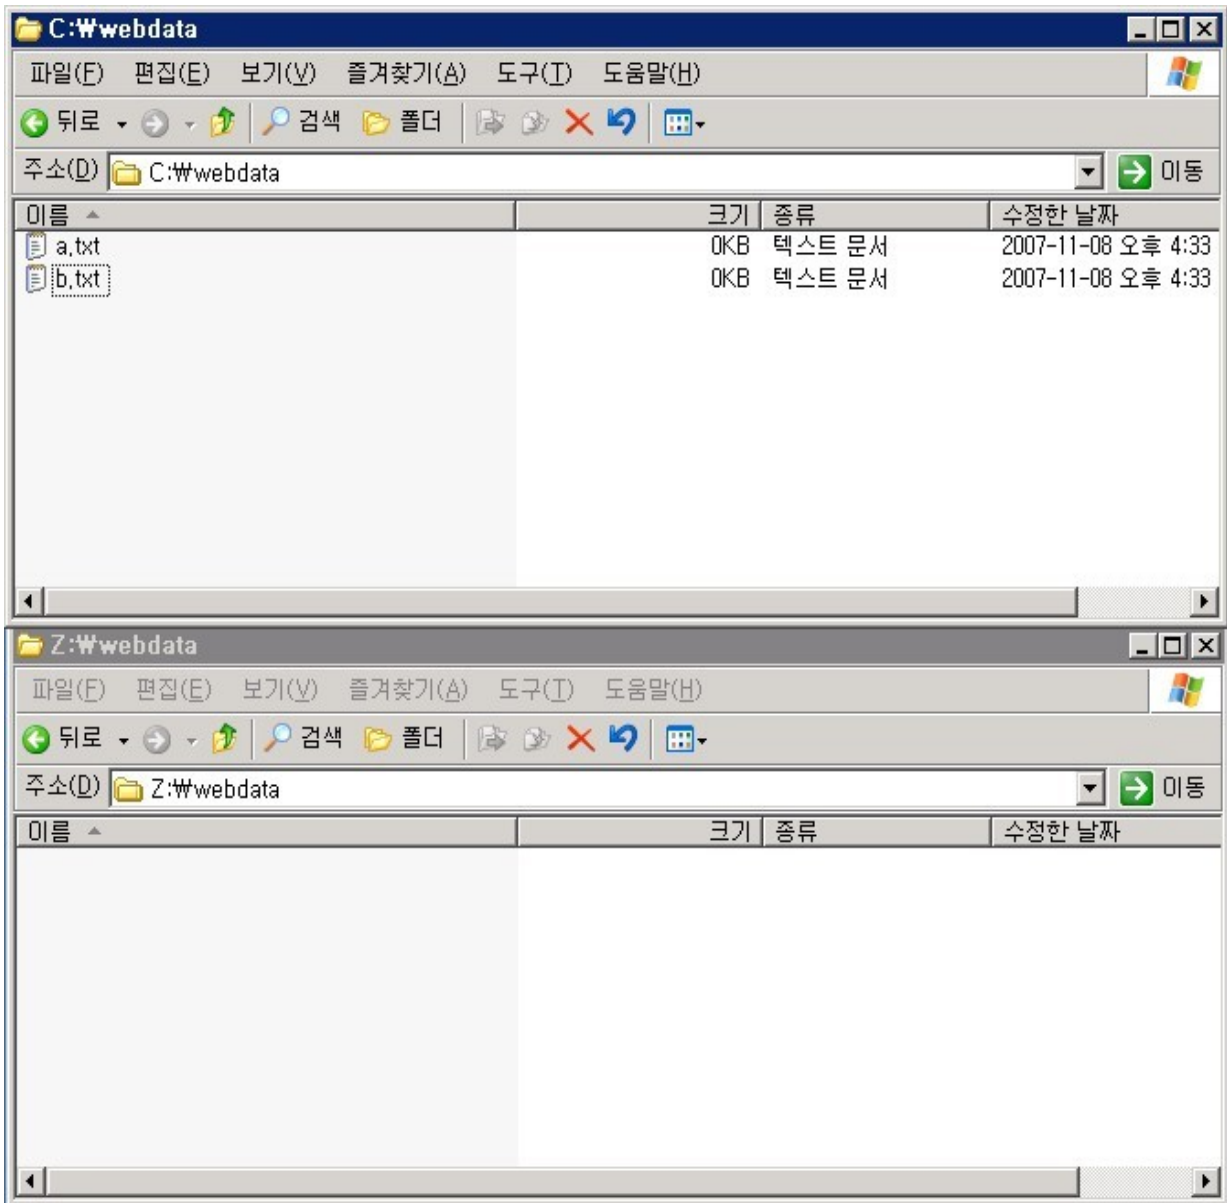 C:₩webdata
파일(F) 편집(E) 보기(V) 즐겨찾기(A) 도구(T) 도움말(H)
뒤로 검색 폴더
주소(D) C:₩webdata 이동
이름 크기 종류 수정한 날짜
a.txt 0KB 텍스트 문서 2007-11-08 오후 4:33
b.txt 0KB 텍스트 문서 2007-11-08 오후 4:33
Z:₩webdata
파일(F) 편집(E) 보기(V) 즐겨찾기(A) 도구(T) 도움말(H)
뒤로 검색 폴더
주소(D) Z:₩webdata 이동
이름 크기 종류 수정한 날짜